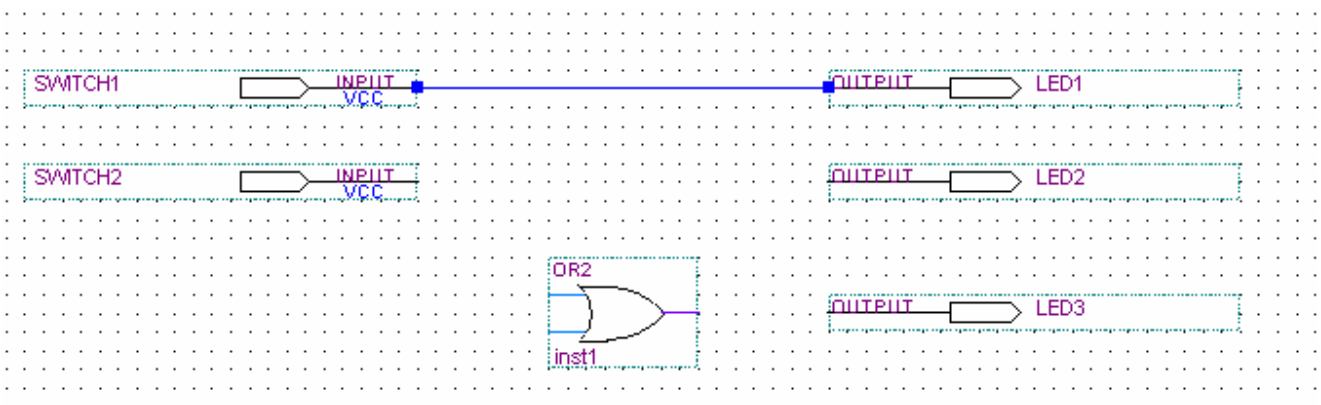 SWITCH1 INPUT OUTPUT LED1
VCC
SWITCH2 INPUT OUTPUT LED2
VCC
OR2
OUTPUT LED3
inst1